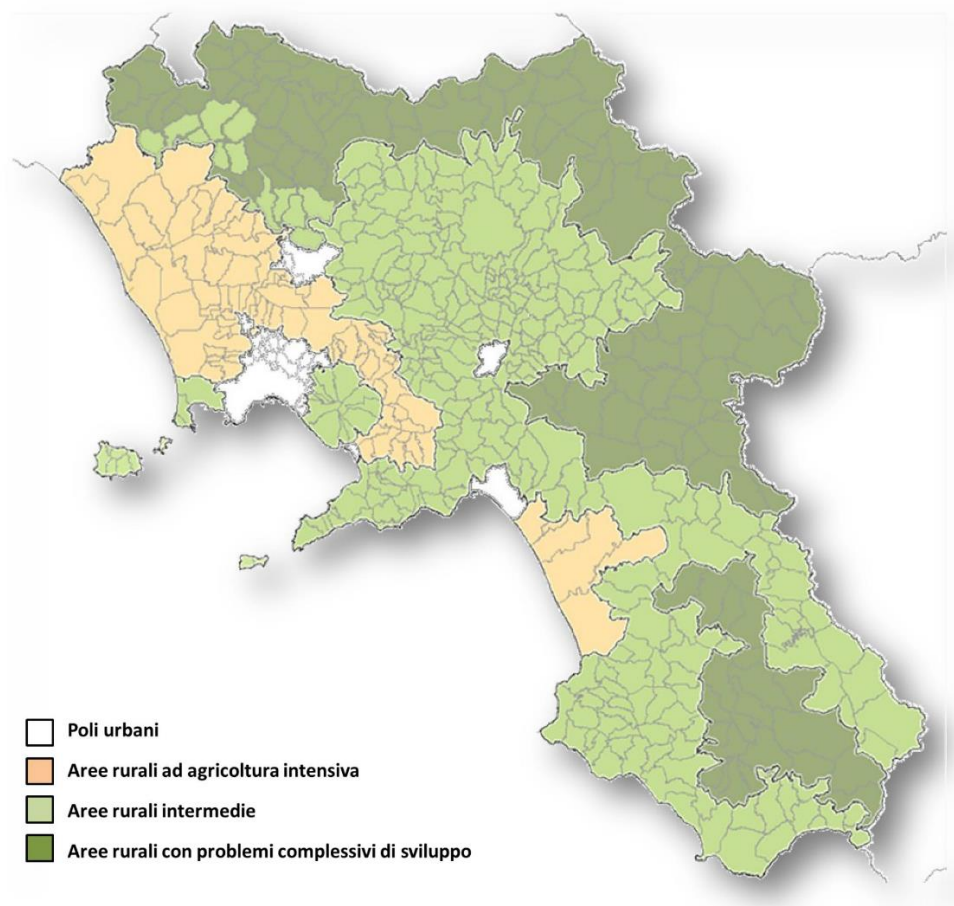 Poli urbani
Aree rurali ad agricoltura intensiva
Aree rurali intermedie
Aree rurali con problemi complessivi di sviluppo